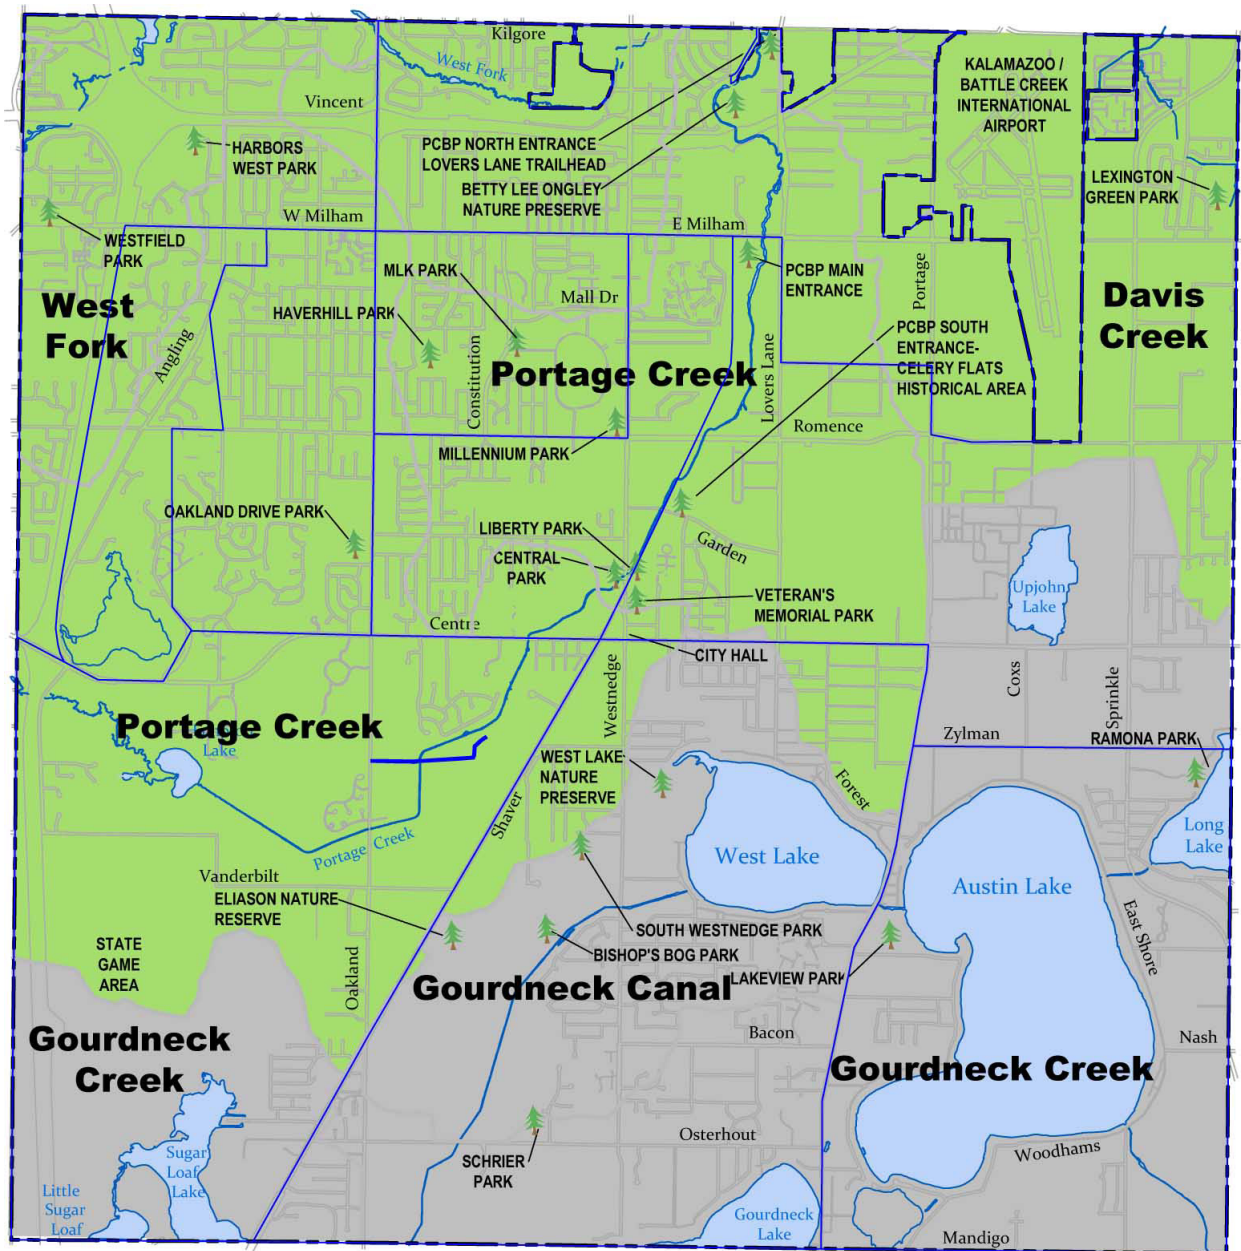 Kilgore
West Fork
Vincent
KALAMAZOO /
BATTLE CREEK
INTERNATIONAL
AIRPORT
HARBORS
WEST PARK
PCBP NORTH ENTRANCE
LOVERS LANE TRAILHEAD
BETTY LEE ONGLEY
NATURE PRESERVE
LEXINGTON
GREEN PARK
W Milham
E Milham
WESTFIELD
PARK
MLK PARK
PCBP MAIN
ENTRANCE
Portage
Mall Dr
West
Fork
HAVERHILL PARK
Davis
Creek
Angling
Constitution
Portage Creek
Lovers Lane
PCBP SOUTH
ENTRANCE-
CELERY FLATS
HISTORICAL AREA
Romence
MILLENNIUM PARK
OAKLAND DRIVE PARK
LIBERTY PARK
Garden
CENTRAL
PARK
Upjohn
Lake
VETERAN'S
MEMORIAL PARK
Centre
CITY HALL
Westnedge
Coxs
Sprinkle
Portage Creek
Lake
Zylman
RAMONA PARK
WEST LAKE
NATURE
PRESERVE
Forest
Shaver
Portage Creek
West Lake
Long
Lake
Vanderbilt
Austin Lake
ELIASON NATURE
RESERVE
SOUTH WESTNEDGE PARK
East Shore
STATE
GAME
AREA
BISHOP'S BOG PARK
Oakland
Gourdneck Canal
LAKEVIEW PARK
Gourdneck
Creek
Bacon
Nash
Gourdneck Creek
Osterhout
Woodhams
Sugar
Loaf
Lake
SCHRIER
PARK
Little
Sugar
Loaf
Gourdneck
Lake
Mandigo